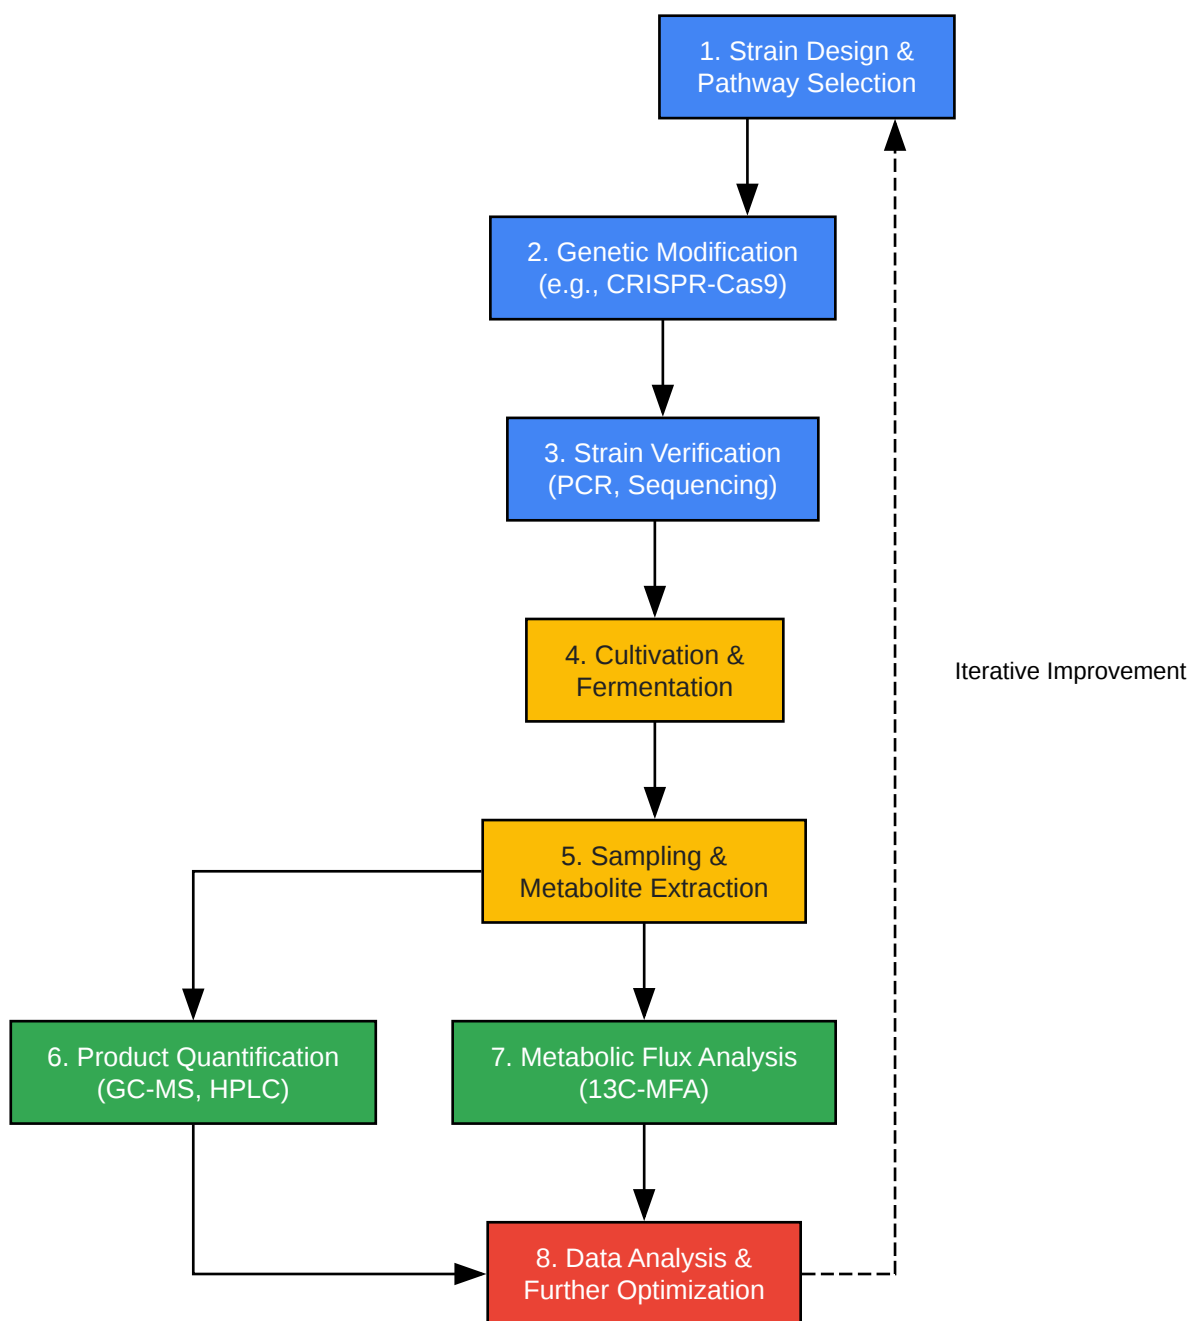 1. Strain Design &
Pathway Selection
2. Genetic Modification
(e.g., CRISPR-Cas9)
3. Strain Verification
(PCR, Sequencing)
4. Cultivation &
Fermentation
Iterative Improvement
5. Sampling &
Metabolite Extraction
6. Product Quantification
(GC-MS, HPLC)
7. Metabolic Flux Analysis
(13C-MFA)
8. Data Analysis &
Further Optimization